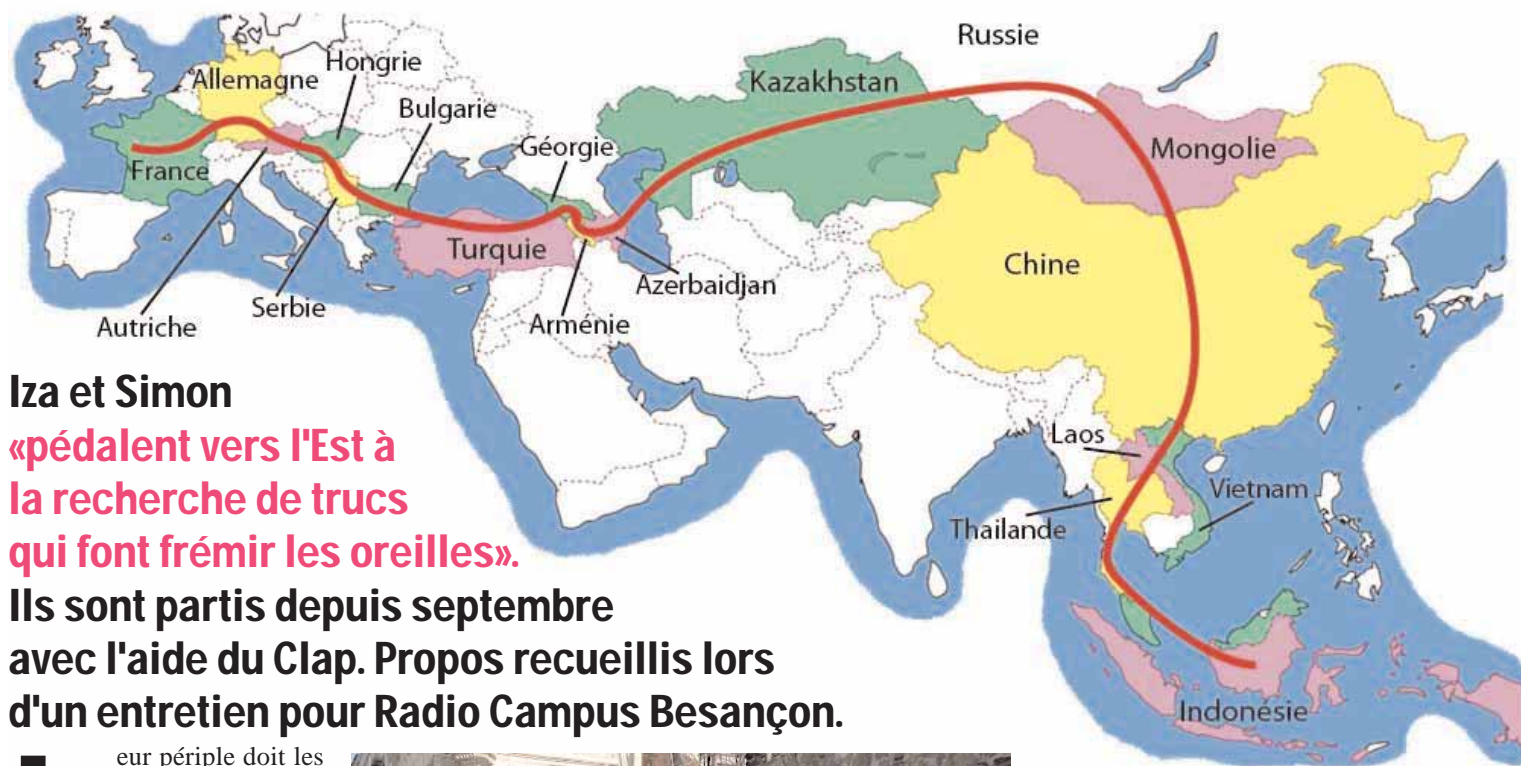 Russie
Hongrie
Allemagne
Kazakhstan
Bulgarie
Géorgie
Mongolie
France
Turquie
Chine
Azerbaidjan
Serbie
Autriche
Arménie
Laos
Vietnam
Thailande
Indonésie
Iza et Simon
«pédalent vers l'Est à
la recherche de trucs
qui font frémir les oreilles».
Ils sont partis depuis septembre
avec l'aide du Clap. Propos recueillis lors
d'un entretien pour Radio Campus Besançon.
eur périple doit les